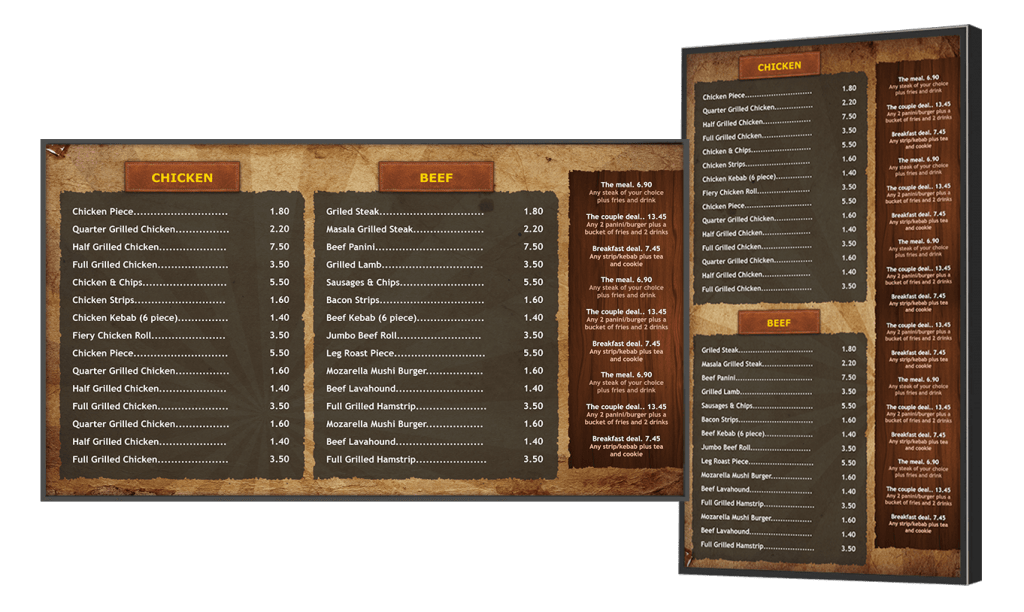 CHICKEN
Chicken Piece............................ 1.80
Quarter Grilled Chicken................ 2.20
Half Grilled Chicken..................... 7.50
Full Grilled Chicken..................... 3.50
Chicken & Chips......................... 5.50
Chicken Strips............................ 1.60
Chicken Kebab (6 piece)............... 1.40
Fiery Chicken Roll....................... 3.50
Chicken Piece............................ 5.50
Quarter Grilled Chicken................ 1.60
Half Grilled Chicken.................... 1.40
Full Grilled Chicken..................... 3.50
Quarter Grilled Chicken................ 1.60
Half Grilled Chicken.................... 1.40
Full Grilled Chicken..................... 3.50
BEEF
Griled Steak............................... 1.80
Masala Grilled Steak..................... 2.20
Beef Panini................................ 7.50
Grilled Lamb.............................. 3.50
Sausages & Chips......................... 5.50
Bacon Strips............................... 1.60
Beef Kebab (6 piece).................... 1.40
Jumbo Beef Roll.......................... 3.50
Leg Roast Piece........................... 5.50
Mozarella Mushi Burger................. 1.60
Beef Lavahound.......................... 1.40
Full Grilled Hamstrip..................... 3.50
Mozarella Mushi Burger................. 1.60
Beef Lavahound.......................... 1.40
Full Grilled Hamstrip..................... 3.50
The meal. 6.90
Any steak of your choice
plus fries and drink
The couple deal.. 13.45
Any 2 panini/burger plus a
bucket of fries and 2 drinks
Breakfast deal. 7.45
Any strip/kebab plus tea
and cookie
The meal. 6.90
Any steak of your choice
plus fries and drink
The couple deal.. 13.45
Any 2 panini/burger plus a
bucket of fries and 2 drinks
Breakfast deal. 7.45
Any strip/kebab plus tea
and cookie
The meal. 6.90
Any steak of your choice
plus fries and drink
The couple deal.. 13.45
Any 2 panini/burger plus a
bucket of fries and 2 drinks
Breakfast deal. 7.45
Any strip/kebab plus tea
and cookie
CHICKEN
Chicken Piece............................ 1.80
Quarter Grilled Chicken................ 2.20
Half Grilled Chicken..................... 7.50
Full Grilled Chicken..................... 3.50
Chicken & Chips......................... 5.50
Chicken Strips............................ 1.60
Chicken Kebab (6 piece)............... 1.40
Fiery Chicken Roll....................... 3.50
Chicken Piece............................ 5.50
Quarter Grilled Chicken................ 1.60
Half Grilled Chicken.................... 1.40
Full Grilled Chicken..................... 3.50
Quarter Grilled Chicken................ 1.60
Half Grilled Chicken.................... 1.40
Full Grilled Chicken..................... 3.50
BEEF
Griled Steak............................... 1.80
Masala Grilled Steak..................... 2.20
Beef Panini................................ 7.50
Grilled Lamb.............................. 3.50
Sausages & Chips......................... 5.50
Bacon Strips............................... 1.60
Beef Kebab (6 piece).................... 1.40
Jumbo Beef Roll.......................... 3.50
Leg Roast Piece........................... 5.50
Mozarella Mushi Burger................. 1.60
Beef Lavahound.......................... 1.40
Full Grilled Hamstrip..................... 3.50
Mozarella Mushi Burger................. 1.60
Beef Lavahound.......................... 1.40
Full Grilled Hamstrip..................... 3.50
The meal. 6.90
Any steak of your choice
plus fries and drink
The couple deal.. 13.45
Any 2 panini/burger plus a
bucket of fries and 2 drinks
Breakfast deal. 7.45
Any strip/kebab plus tea
and cookie
The meal. 6.90
Any steak of your choice
plus fries and drink
The couple deal.. 13.45
Any 2 panini/burger plus a
bucket of fries and 2 drinks
Breakfast deal. 7.45
Any strip/kebab plus tea
and cookie
The meal. 6.90
Any steak of your choice
plus fries and drink
The couple deal.. 13.45
Any 2 panini/burger plus a
bucket of fries and 2 drinks
Breakfast deal. 7.45
Any strip/kebab plus tea
and cookie
The couple deal.. 13.45
Any 2 panini/burger plus a
bucket of fries and 2 drinks
Breakfast deal. 7.45
Any strip/kebab plus tea
and cookie
The meal. 6.90
Any steak of your choice
plus fries and drink
The couple deal.. 13.45
Any 2 panini/burger plus a
bucket of fries and 2 drinks
Breakfast deal. 7.45
Any strip/kebab plus tea
and cookie
The meal. 6.90
Any steak of your choice
plus fries and drink
The couple deal.. 13.45
Any 2 panini/burger plus a
bucket of fries and 2 drinks
Breakfast deal. 7.45
Any strip/kebab plus tea
and cookie